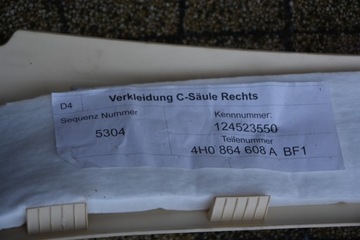 D4 Verkleidung C-Säule Rechts
Sequenz Nummer Kennnummer:
5304 124523550
Teilenummer
4H0 864 608 A BF1